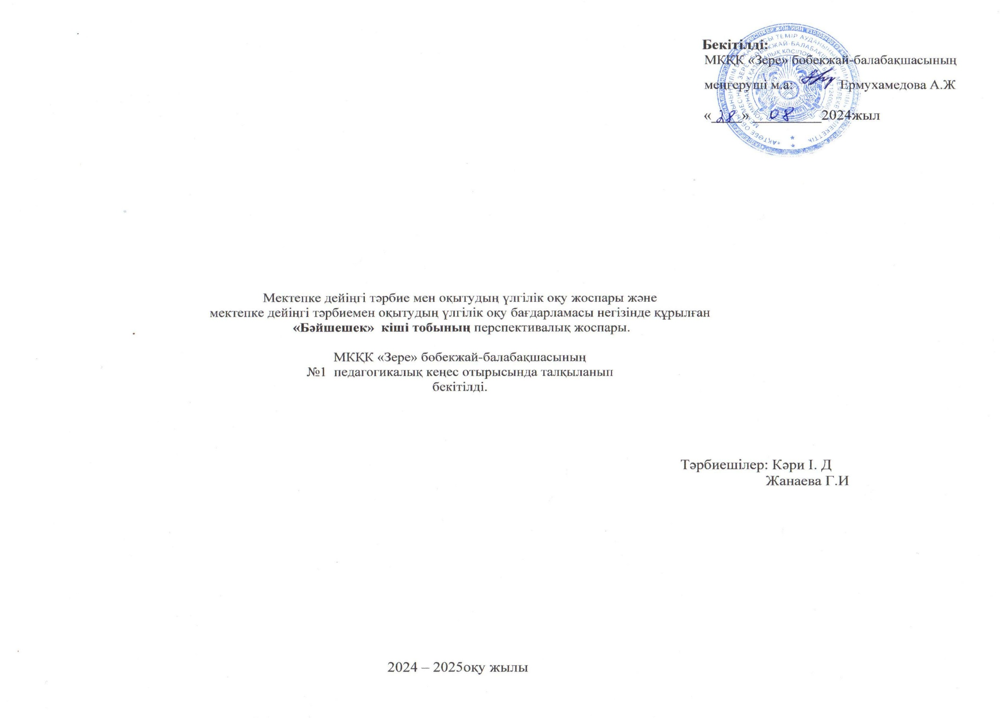 Бекітілді:
МКҚК «Зере» бөбекжай-балабақшасының
меңгеруші м.а: Ермухамедова А.Ж
«28» 08 2024жыл
Мектепке дейіңгі тәрбие мен оқытудың үлгілік оқу жоспары және
мектепке дейіңгі тәрбиемен оқытудың үлгілік оқу бағдарламасы негізінде құрылған
«Бәйшешек» кіші тобының перспективалық жоспары.
МКҚК «Зере» бөбекжай-балабақшасының
№1 педагогикалық кеңес отырысында талқыланып
бекітілді.
Тәрбиешілер: Кәри І. Д
Жанаева Г.И
2024 – 2025оқу жылы